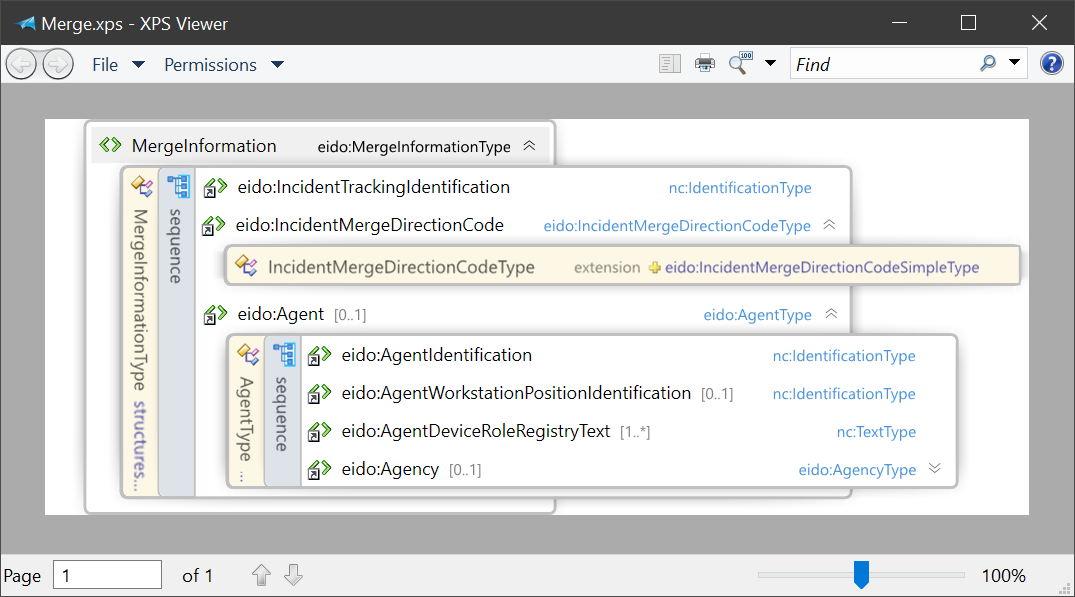 Merge.xps - XPS Viewer
File Permissions 100 Find ?
MergeInformation eido:MergeInformationType
MergeInformationType structures...
sequence
eido:IncidentTrackingIdentification nc:IdentificationType
eido:IncidentMergeDirectionCode eido:IncidentMergeDirectionCodeType
IncidentMergeDirectionCodeType extension eido:IncidentMergeDirectionCodeSimpleType
eido:Agent [0..1] eido:AgentType
AgentType ...
sequence
eido:AgentIdentification nc:IdentificationType
eido:AgentWorkstationPositionIdentification [0..1] nc:IdentificationType
eido:AgentDeviceRoleRegistryText [1..*] nc:TextType
eido:Agency [0..1] eido:AgencyType
Page 1 of 1 100%